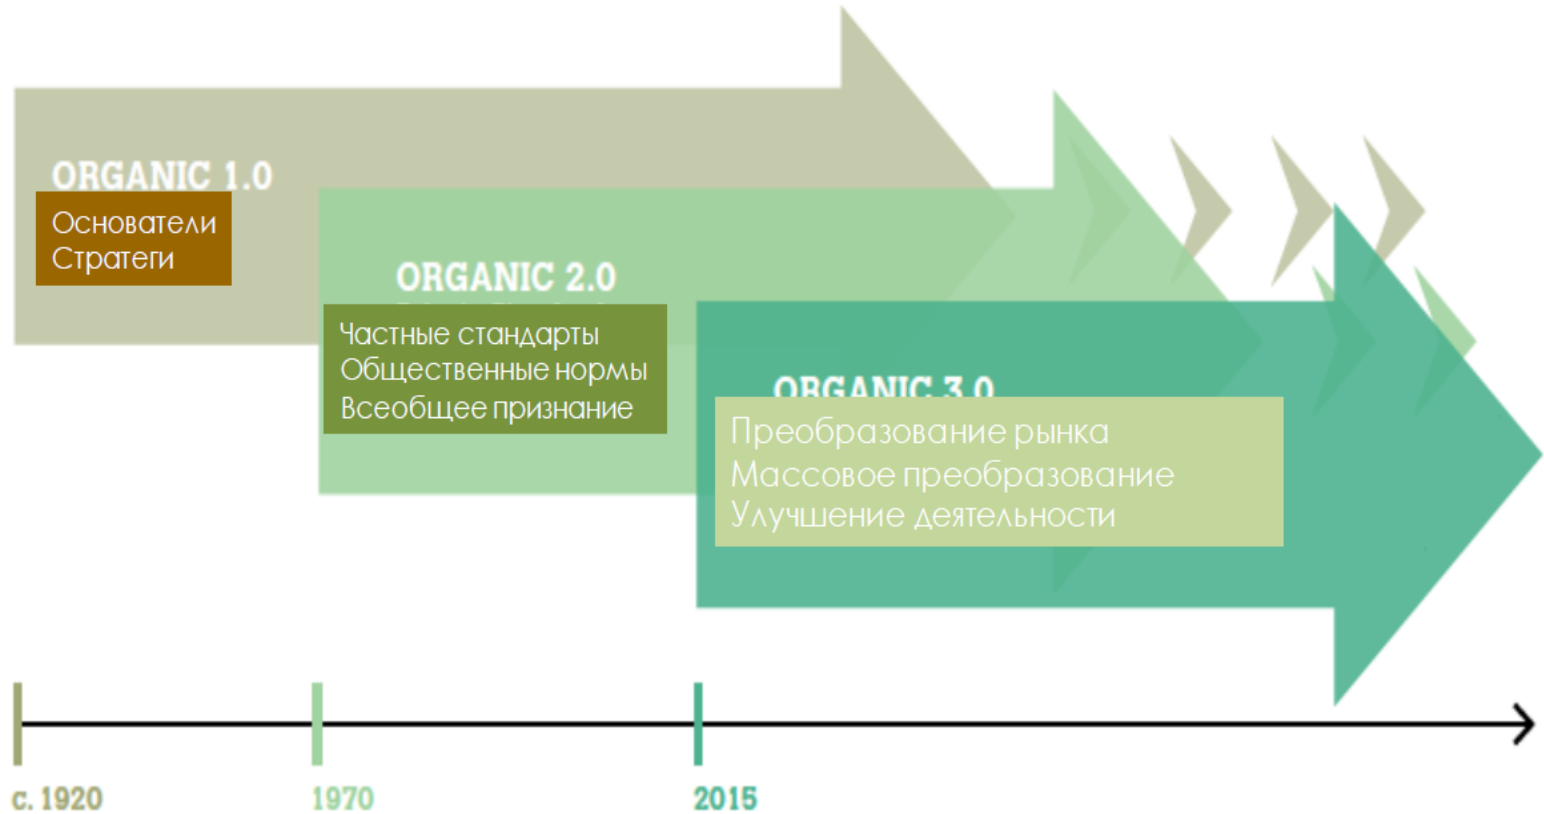 ORGANIC 1.0
Основатели
Стратеги
ORGANIC 2.0
Частные стандарты
Общественные нормы
Всеобщее признание
ORGANIC 3.0
Преобразование рынка
Массовое преобразование
Улучшение деятельности
c. 1920
1970
2015